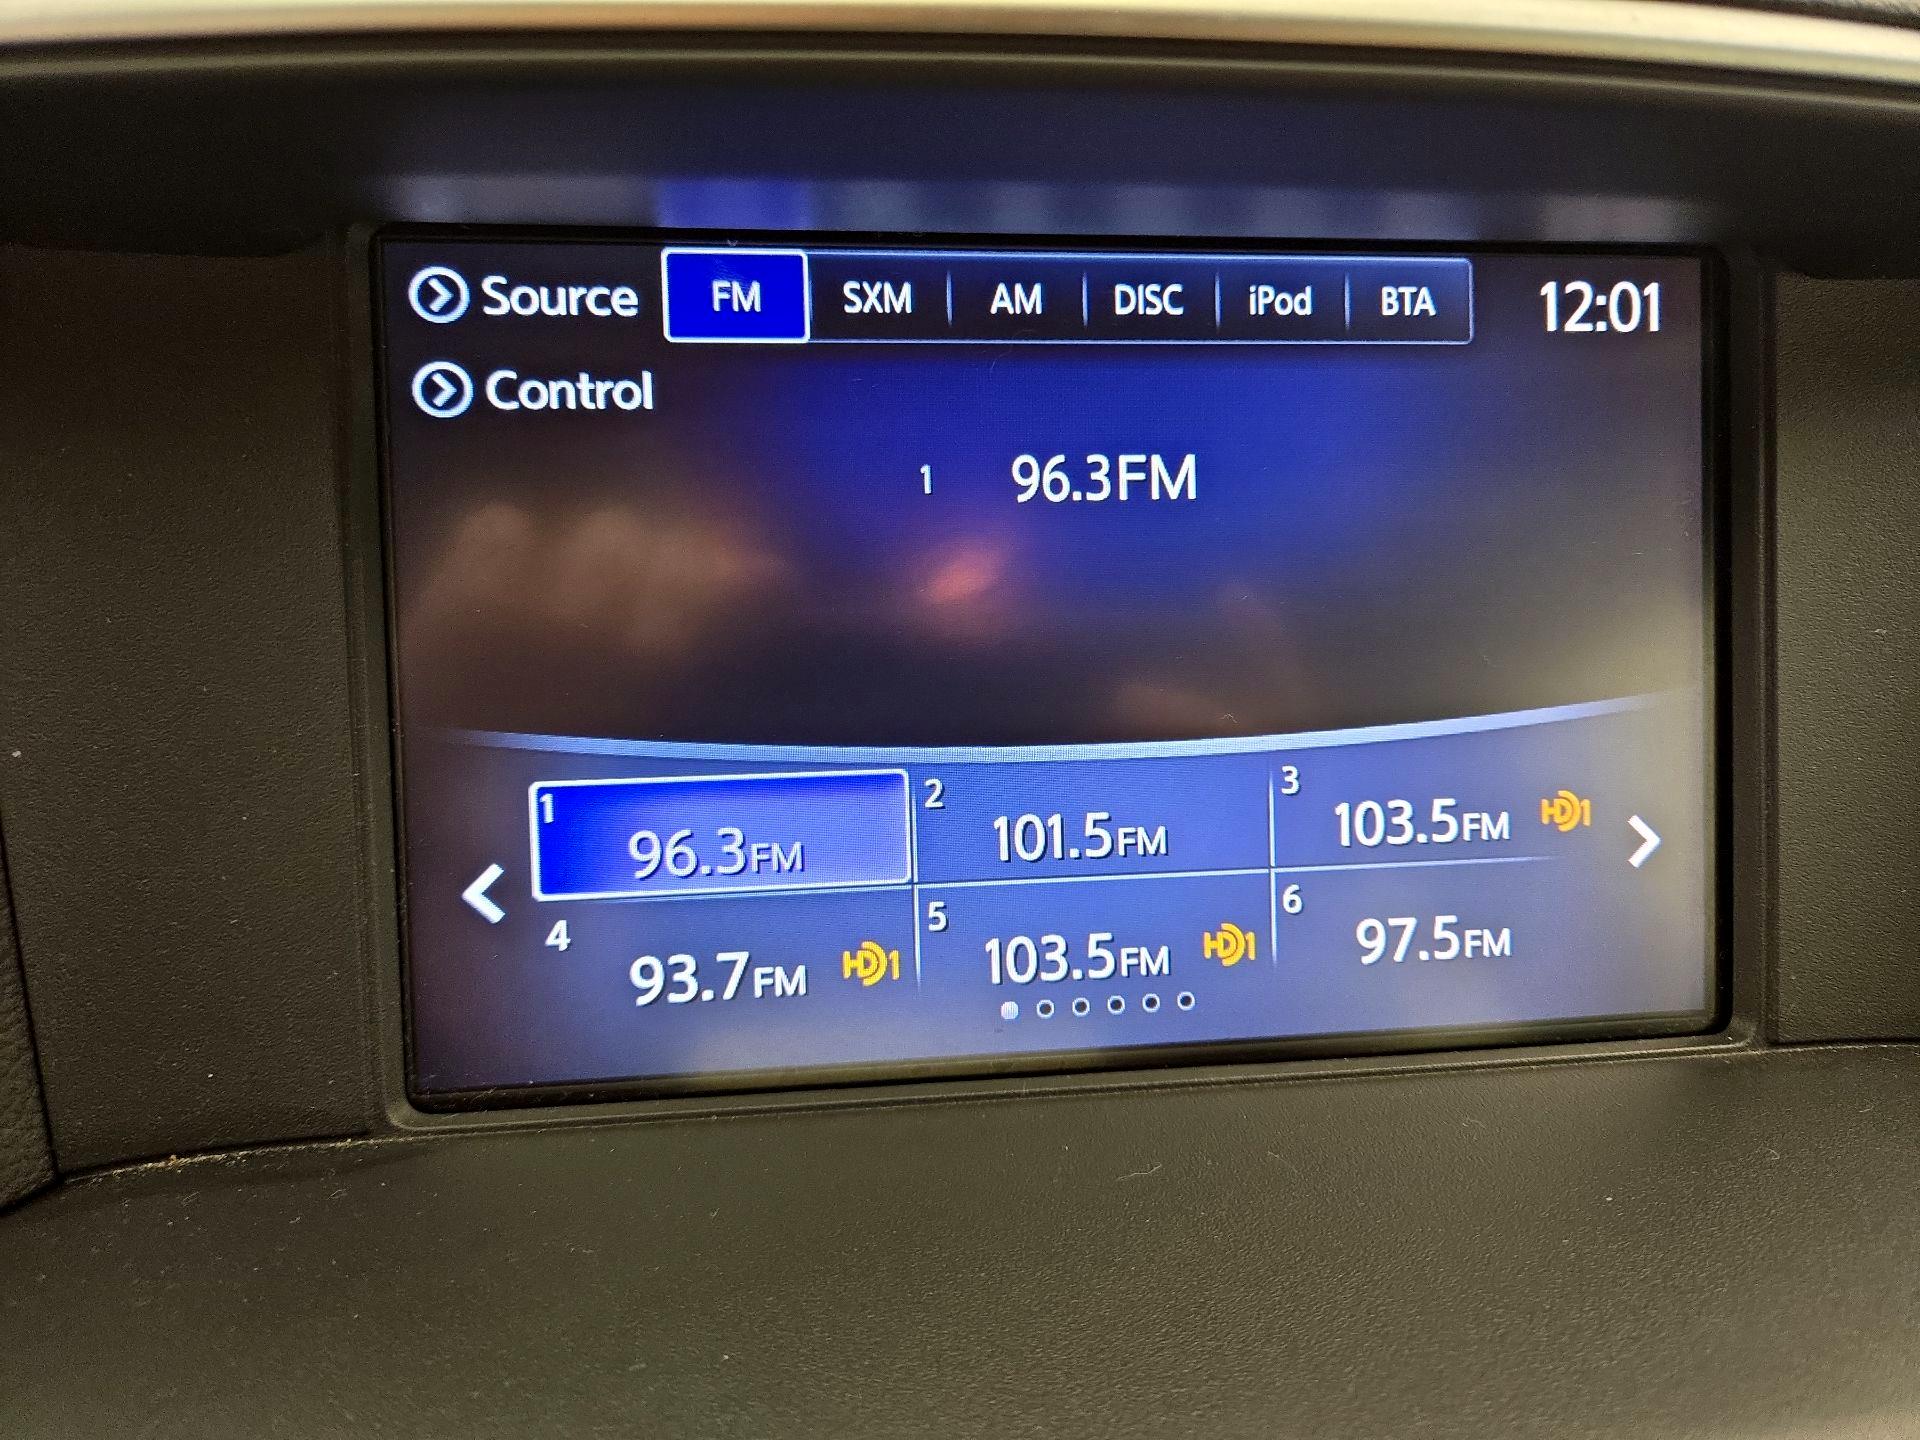 Source FM SXM AM DISC iPod BTA 12:01
Control
1 96.3FM
1 96.3FM 2 101.5FM 3 103.5FM HD1
4 93.7FM HD1 5 103.5FM HD1 6 97.5FM